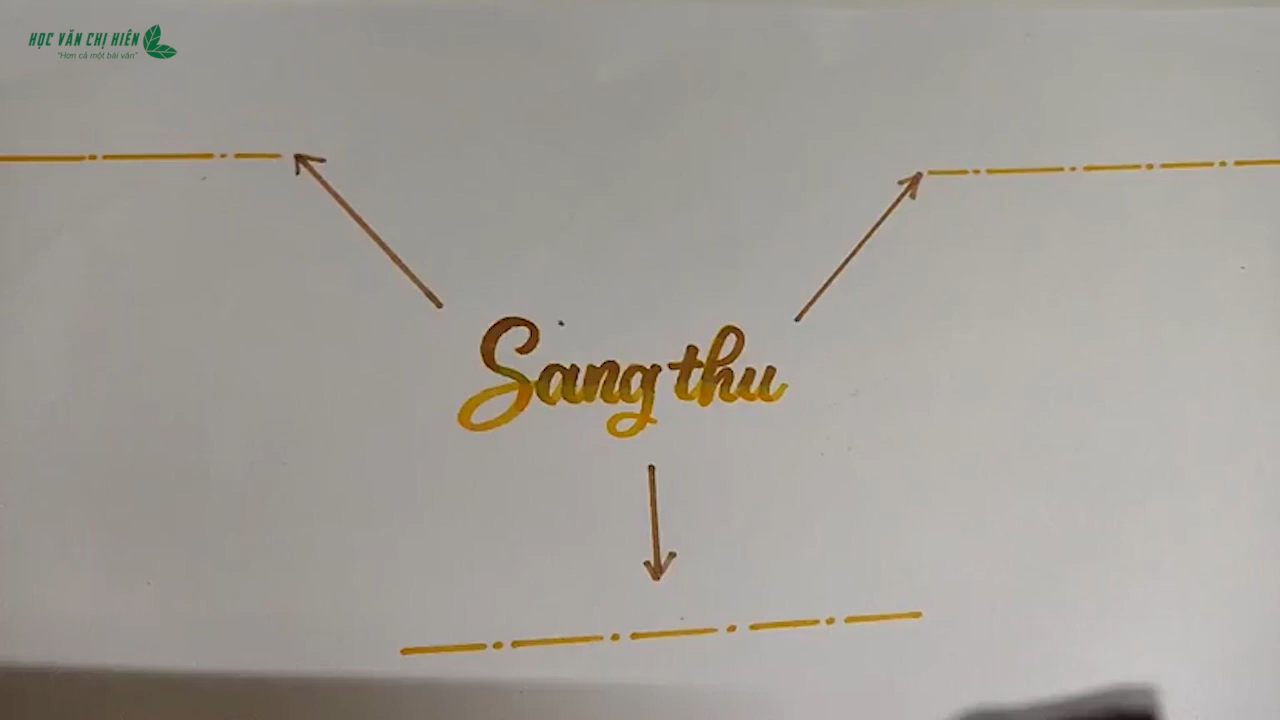 HỌC VĂN CHỊ HIÊN
"Hơn cả một bài văn"
Sang thu